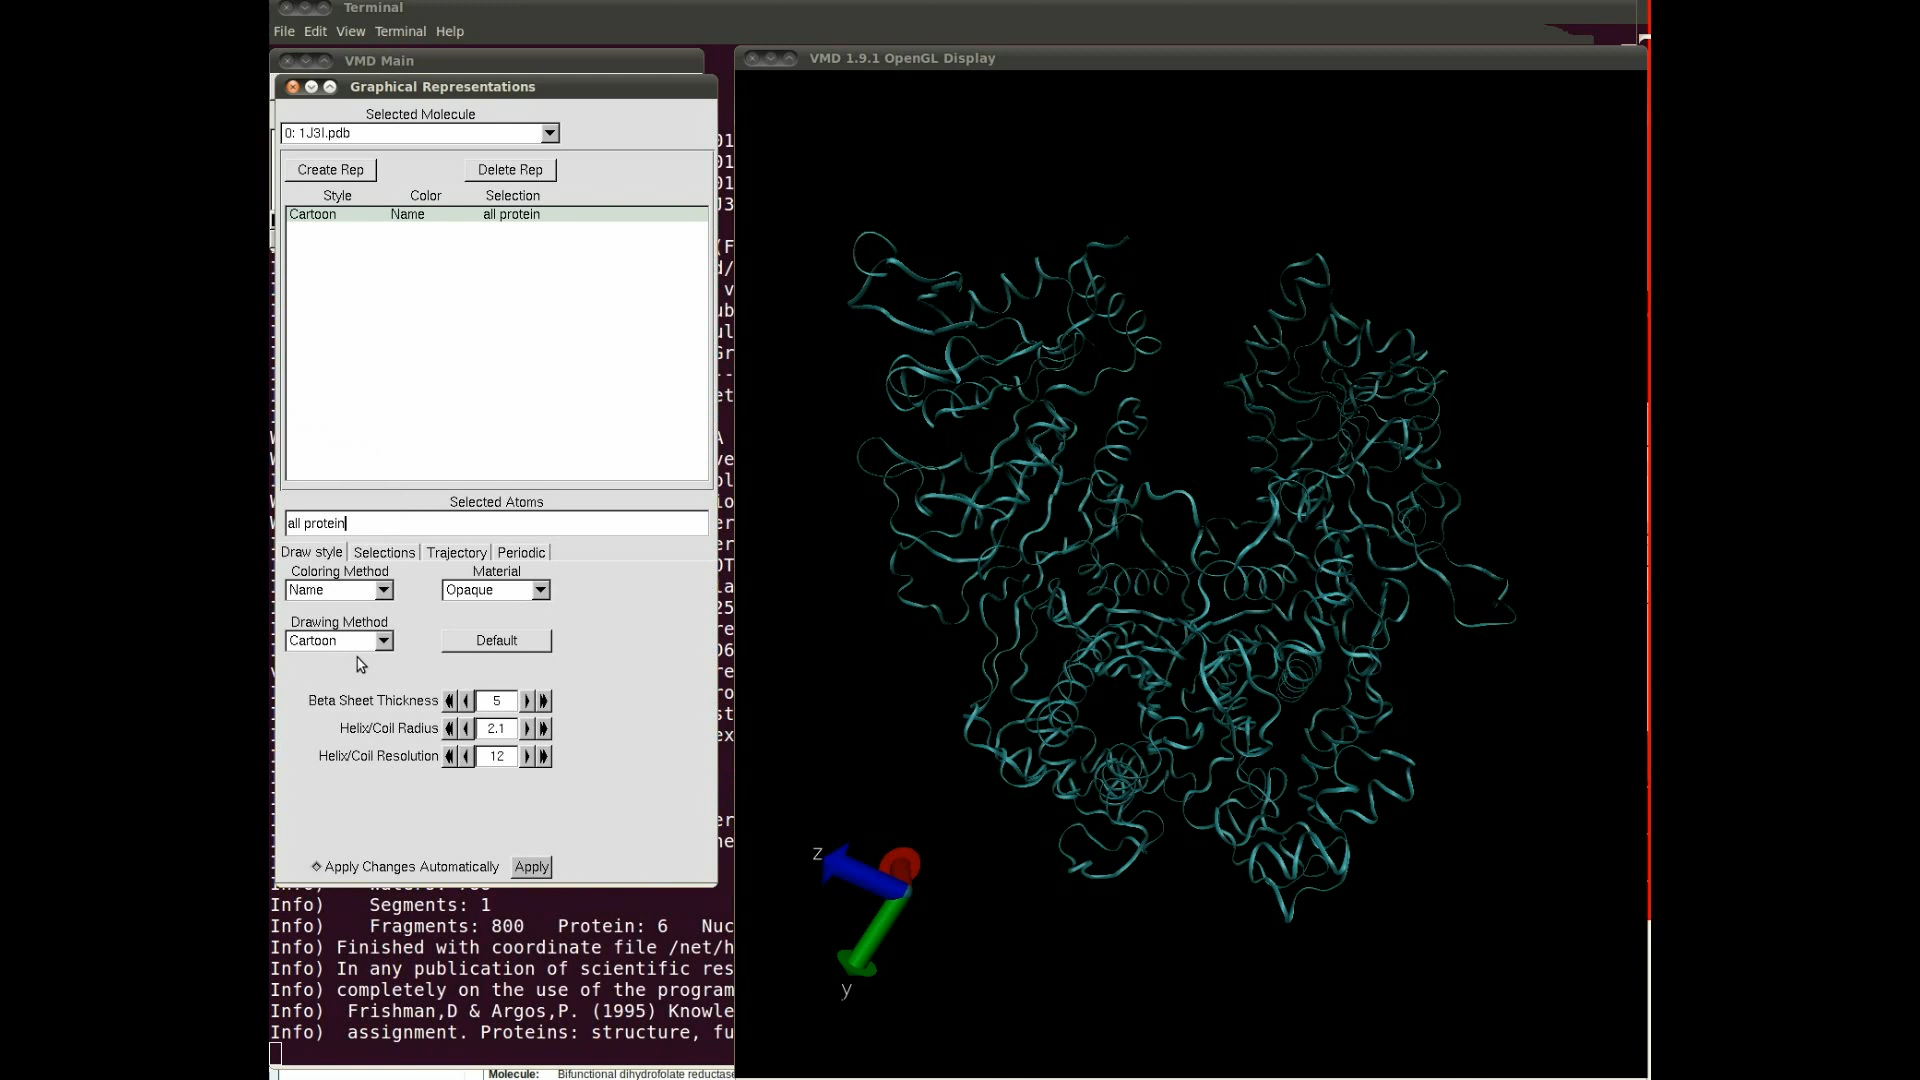 Terminal
File Edit View Terminal Help
VMD Main
VMD 1.9.1 OpenGL Display
Graphical Representations
Selected Molecule
0: 1J3I.pdb
Create Rep Delete Rep
Style Color Selection
Cartoon Name all protein
Selected Atoms
all protein
Draw style Selections Trajectory Periodic
Coloring Method Material
Name Opaque
Drawing Method
Cartoon Default
Beta Sheet Thickness 5
Helix/Coil Radius 2.1
Helix/Coil Resolution 12
Apply Changes Automatically Apply
z
y
Info) Segments: 1
Info) Fragments: 800 Protein: 6 Nuc
Info) Finished with coordinate file /net/h
Info) In any publication of scientific res
Info) completely on the use of the program
Info) Frishman,D & Argos,P. (1995) Knowle
Info) assignment. Proteins: structure, fu
Molecule: Bifunctional dihydrofolate reductase